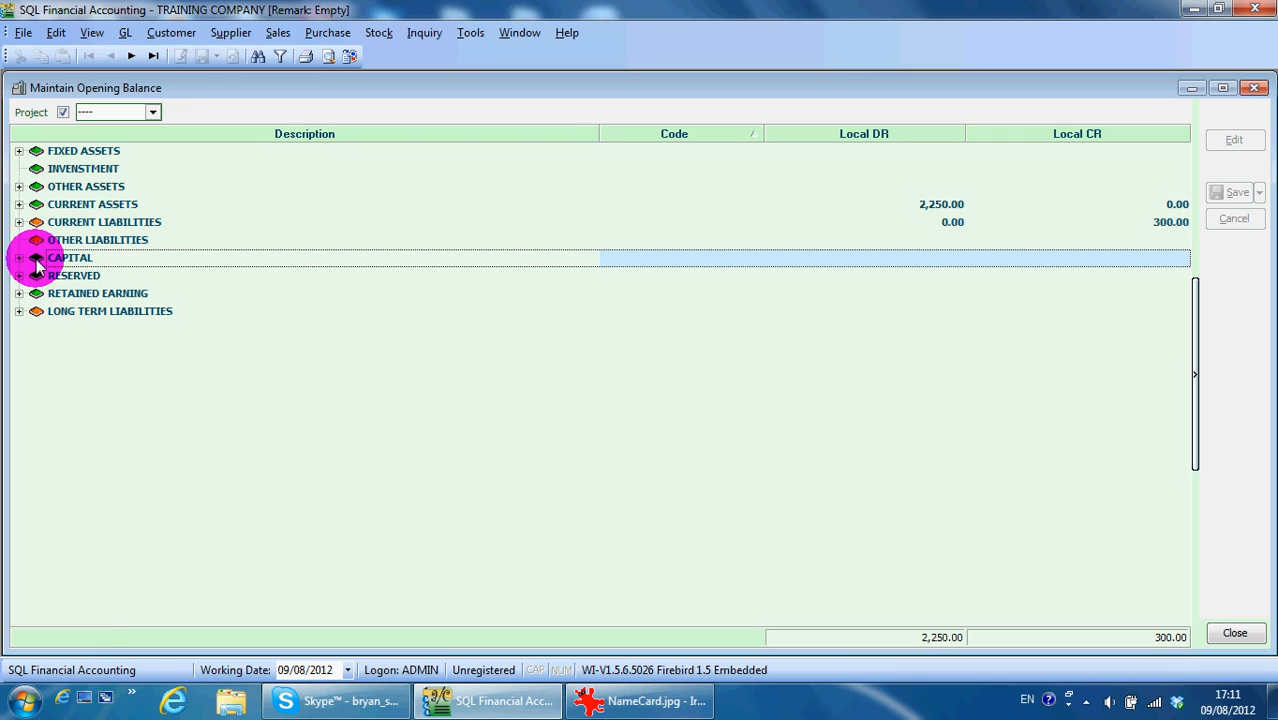 SQL Financial Accounting - TRAINING COMPANY [Remark: Empty]
File Edit View GL Customer Supplier Sales Purchase Stock Inquiry Tools Window Help
Maintain Opening Balance
Project ----
Description Code Local DR Local CR
FIXED ASSETS
INVENSTMENT
OTHER ASSETS
CURRENT ASSETS 2,250.00 0.00
CURRENT LIABILITIES 0.00 300.00
OTHER LIABILITIES
CAPITAL
RESERVED
RETAINED EARNING
LONG TERM LIABILITIES
2,250.00 300.00
Edit
Save
Cancel
Close
SQL Financial Accounting Working Date: 09/08/2012 Logon: ADMIN Unregistered CAP NUM WI-V1.5.6.5026 Firebird 1.5 Embedded
Skype™ - bryan_s... SQL Financial Acc... NameCard.jpg - Ir... EN 17:11
09/08/2012